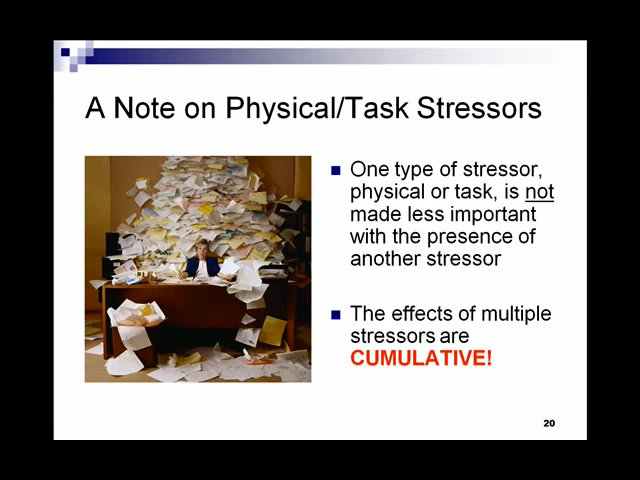 A Note on Physical/Task Stressors
One type of stressor,
physical or task, is not
made less important
with the presence of
another stressor
The effects of multiple
stressors are
CUMULATIVE!
20